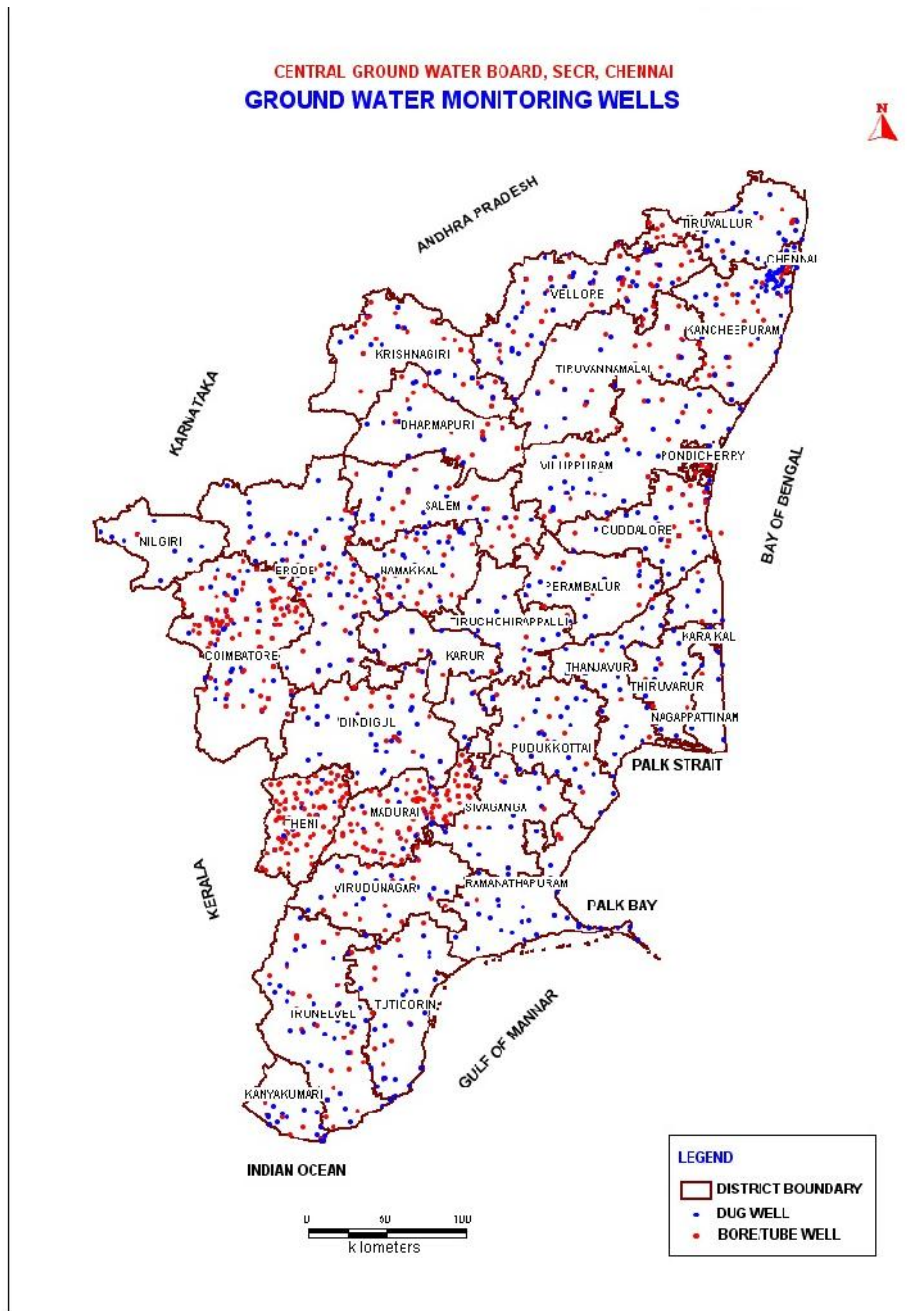 CENTRAL GROUND WATER BOARD, SECR, CHENNAI
GROUND WATER MONITORING WELLS
N
ANDHRA PRADESH
TIRUVALLUR
CHENNAI
VELLORE
KANCHEEPURAM
KRISHNAGIRI
TIRUVANNAMALAI
KARNATAKA
DHARMAPURI
VILUPPURAM
PONDICHERRY
BAY OF BENGAL
SALEM
CUDDALORE
NILGIRI
ERODE
NAMAKKAL
PERAMBALUR
TIRUCHCHIRAPPALLI
KARAIKAL
COIMBATORE
KARUR
THANJAVUR
THIRUVARUR
DINDIGUL
NAGAPPATTINAM
PUDUKKOTTAI
PALK STRAIT
THENI
MADURAI
SIVAGANGA
KERALA
VIRUDUNAGAR
RAMANATHAPURAM
PALK BAY
TUTICORIN
IRUNELVEL
GULF OF MANNAR
KANYAKUMARI
INDIAN OCEAN
LEGEND
DISTRICT BOUNDARY
DUG WELL
BORE/TUBE WELL
0 50 100
kilometers